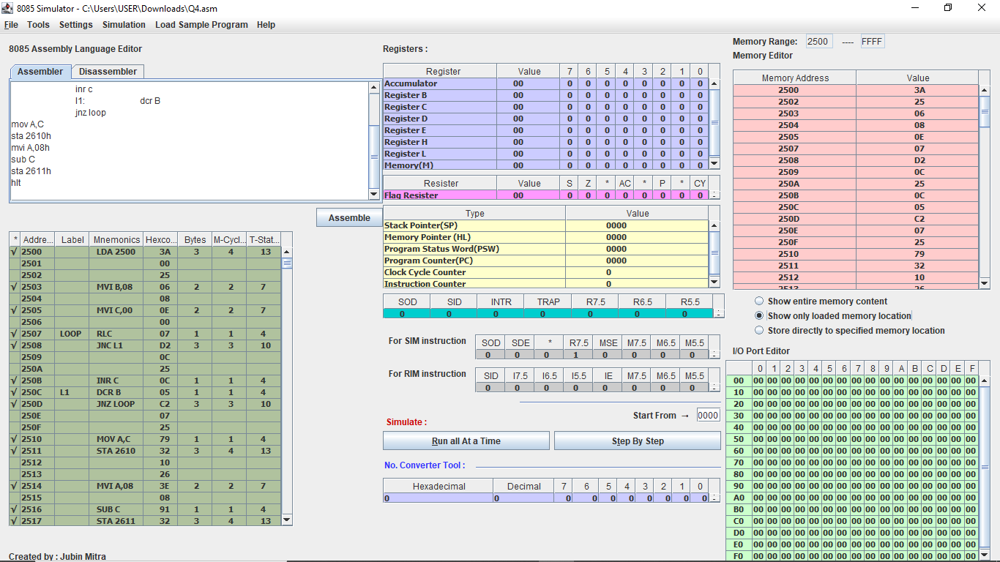 8085 Simulator - C:\Users\USER\Downloads\Q4.asm
File Tools Settings Simulation Load Sample Program Help
8085 Assembly Language Editor
Assembler Disassembler
inr c
l1: dcr B
jnz loop
mov A,C
sta 2610h
mvi A,08h
sub C
sta 2611h
hlt
Assemble
* Addre... Label Mnemonics Hexco... Bytes M-Cycl... T-Stat...
√ 2500 LDA 2500 3A 3 4 13
2501 00
2502 25
√ 2503 MVI B,08 06 2 2 7
2504 08
√ 2505 MVI C,00 0E 2 2 7
2506 00
√ 2507 LOOP RLC 07 1 1 4
√ 2508 JNC L1 D2 3 3 10
2509 0C
250A 25
√ 250B INR C 0C 1 1 4
√ 250C L1 DCR B 05 1 1 4
√ 250D JNZ LOOP C2 3 3 10
250E 07
250F 25
√ 2510 MOV A,C 79 1 1 4
√ 2511 STA 2610 32 3 4 13
2512 10
2513 26
√ 2514 MVI A,08 3E 2 2 7
2515 08
√ 2516 SUB C 91 1 1 4
√ 2517 STA 2611 32 3 4 13
Created by : Jubin Mitra
Registers :
Register Value 7 6 5 4 3 2 1 0
Accumulator 00 0 0 0 0 0 0 0 0
Register B 00 0 0 0 0 0 0 0 0
Register C 00 0 0 0 0 0 0 0 0
Register D 00 0 0 0 0 0 0 0 0
Register E 00 0 0 0 0 0 0 0 0
Register H 00 0 0 0 0 0 0 0 0
Register L 00 0 0 0 0 0 0 0 0
Memory(M) 00 0 0 0 0 0 0 0 0
Resister Value S Z * AC * P * CY
Flag Resister 00 0 0 0 0 0 0 0 0
Type Value
Stack Pointer(SP) 0000
Memory Pointer (HL) 0000
Program Status Word(PSW) 0000
Program Counter(PC) 0000
Clock Cycle Counter 0
Instruction Counter 0
SOD SID INTR TRAP R7.5 R6.5 R5.5
0 0 0 0 0 0 0
For SIM instruction
SOD SDE * R7.5 MSE M7.5 M6.5 M5.5
0 0 0 1 0 0 0 0
For RIM instruction
SID I7.5 I6.5 I5.5 IE M7.5 M6.5 M5.5
0 0 0 0 0 0 0 0
Start From → 0000
Simulate :
Run all At a Time Step By Step
No. Converter Tool :
Hexadecimal Decimal 7 6 5 4 3 2 1 0
0 0 0 0 0 0 0 0 0 0
Memory Range: 2500 ---- FFFF
Memory Editor
Memory Address Value
2500 3A
2502 25
2503 06
2504 08
2505 0E
2507 07
2508 D2
2509 0C
250A 25
250B 0C
250C 05
250D C2
250E 07
250F 25
2510 79
2511 32
2512 10
2513 26
Show entire memory content
Show only loaded memory location
Store directly to specified memory location
I/O Port Editor
0 1 2 3 4 5 6 7 8 9 A B C D E F
00 00 00 00 00 00 00 00 00 00 00 00 00 00 00 00 00
10 00 00 00 00 00 00 00 00 00 00 00 00 00 00 00 00
20 00 00 00 00 00 00 00 00 00 00 00 00 00 00 00 00
30 00 00 00 00 00 00 00 00 00 00 00 00 00 00 00 00
40 00 00 00 00 00 00 00 00 00 00 00 00 00 00 00 00
50 00 00 00 00 00 00 00 00 00 00 00 00 00 00 00 00
60 00 00 00 00 00 00 00 00 00 00 00 00 00 00 00 00
70 00 00 00 00 00 00 00 00 00 00 00 00 00 00 00 00
80 00 00 00 00 00 00 00 00 00 00 00 00 00 00 00 00
90 00 00 00 00 00 00 00 00 00 00 00 00 00 00 00 00
A0 00 00 00 00 00 00 00 00 00 00 00 00 00 00 00 00
B0 00 00 00 00 00 00 00 00 00 00 00 00 00 00 00 00
C0 00 00 00 00 00 00 00 00 00 00 00 00 00 00 00 00
D0 00 00 00 00 00 00 00 00 00 00 00 00 00 00 00 00
E0 00 00 00 00 00 00 00 00 00 00 00 00 00 00 00 00
F0 00 00 00 00 00 00 00 00 00 00 00 00 00 00 00 00